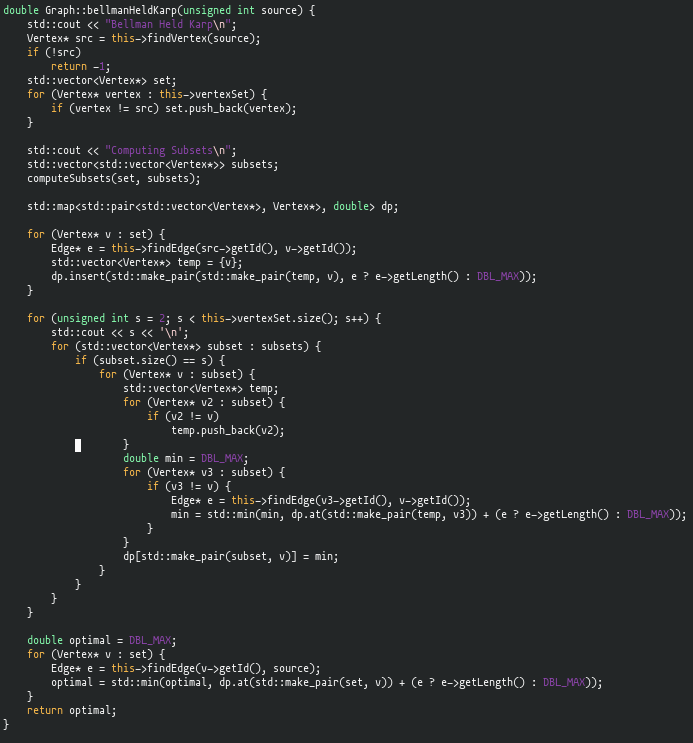 double Graph::bellmanHeldKarp(unsigned int source) {
    std::cout << "Bellman Held Karp\n";
    Vertex* src = this->findVertex(source);
    if (!src)
        return -1;
    std::vector<Vertex*> set;
    for (Vertex* vertex : this->vertexSet) {
        if (vertex != src) set.push_back(vertex);
    }

    std::cout << "Computing Subsets\n";
    std::vector<std::vector<Vertex*>> subsets;
    computeSubsets(set, subsets);

    std::map<std::pair<std::vector<Vertex*>, Vertex*>, double> dp;

    for (Vertex* v : set) {
        Edge* e = this->findEdge(src->getId(), v->getId());
        std::vector<Vertex*> temp = {v};
        dp.insert(std::make_pair(std::make_pair(temp, v), e ? e->getLength() : DBL_MAX));
    }

    for (unsigned int s = 2; s < this->vertexSet.size(); s++) {
        std::cout << s << '\n';
        for (std::vector<Vertex*> subset : subsets) {
            if (subset.size() == s) {
                for (Vertex* v : subset) {
                    std::vector<Vertex*> temp;
                    for (Vertex* v2 : subset) {
                        if (v2 != v)
                            temp.push_back(v2);
                    }
                    double min = DBL_MAX;
                    for (Vertex* v3 : subset) {
                        if (v3 != v) {
                            Edge* e = this->findEdge(v3->getId(), v->getId());
                            min = std::min(min, dp.at(std::make_pair(temp, v3)) + (e ? e->getLength() : DBL_MAX));
                        }
                    }
                    dp[std::make_pair(subset, v)] = min;
                }
            }
        }
    }

    double optimal = DBL_MAX;
    for (Vertex* v : set) {
        Edge* e = this->findEdge(v->getId(), source);
        optimal = std::min(optimal, dp.at(std::make_pair(set, v)) + (e ? e->getLength() : DBL_MAX));
    }
    return optimal;
}